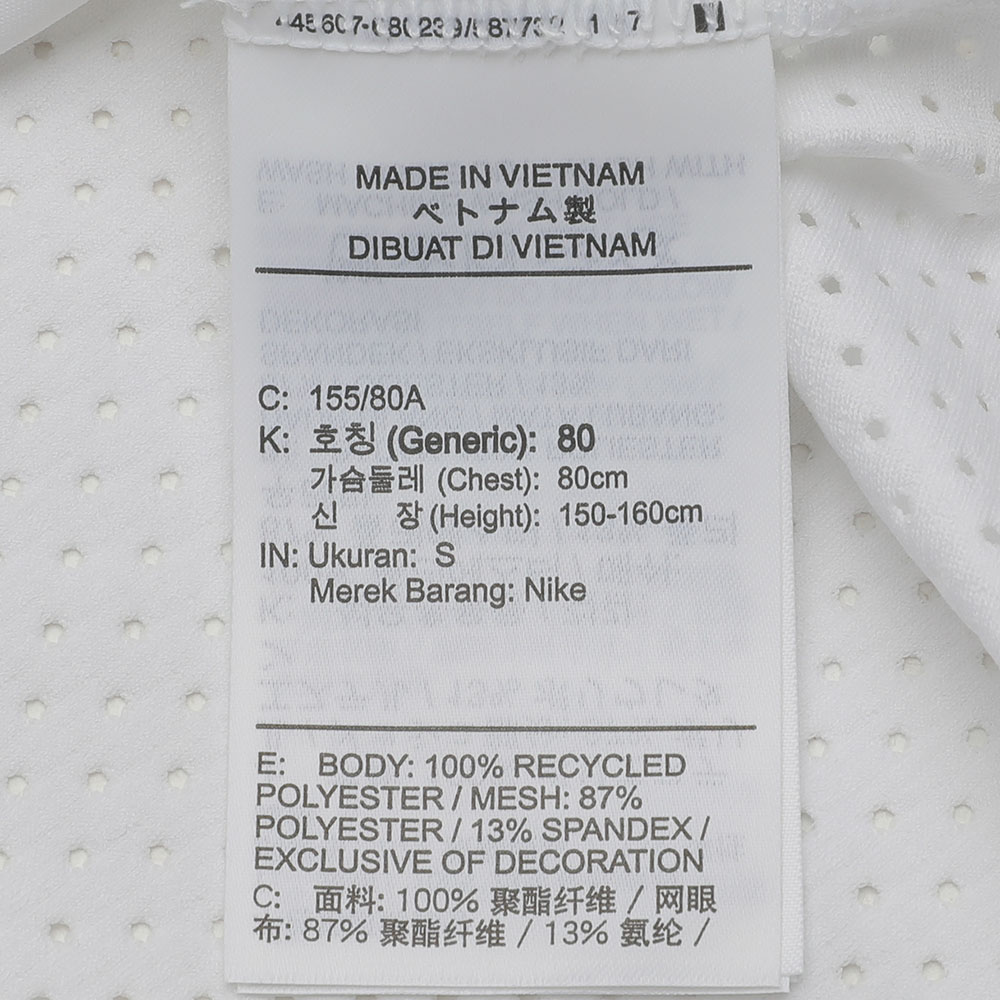 MADE IN VIETNAM
ベトナム製
DIBUAT DI VIETNAM
C: 155/80A
K: 호칭 (Generic): 80
가슴둘레 (Chest): 80cm
신 장 (Height): 150-160cm
IN: Ukuran: S
Merek Barang: Nike
E: BODY: 100% RECYCLED
POLYESTER / MESH: 87%
POLYESTER / 13% SPANDEX /
EXCLUSIVE OF DECORATION
C: 面料: 100% 聚酯纤维 / 网眼
布: 87% 聚酯纤维 / 13% 氨纶 /